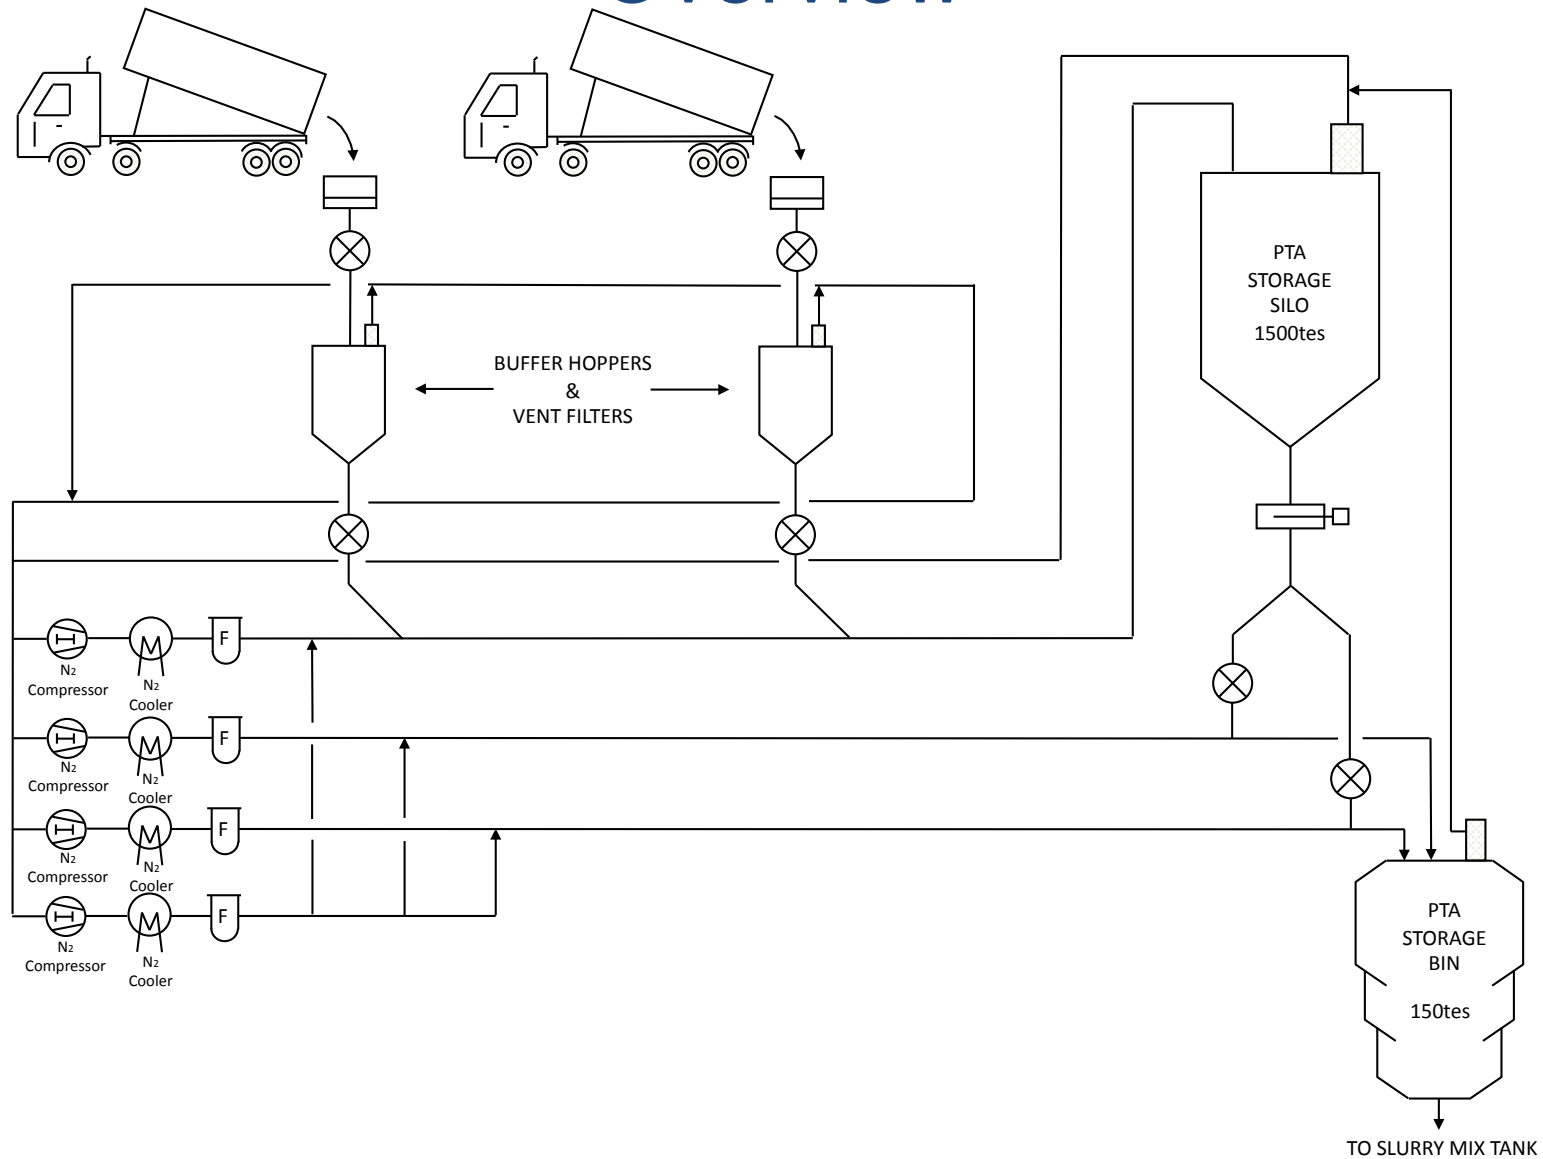 Overview
PTA
STORAGE
SILO
1500tes
BUFFER HOPPERS
&
VENT FILTERS
F
N2
Compressor
N2
Cooler
F
N2
Compressor
N2
Cooler
F
N2
Compressor
N2
Cooler
F
N2
Compressor
N2
Cooler
PTA
STORAGE
BIN
150tes
TO SLURRY MIX TANK